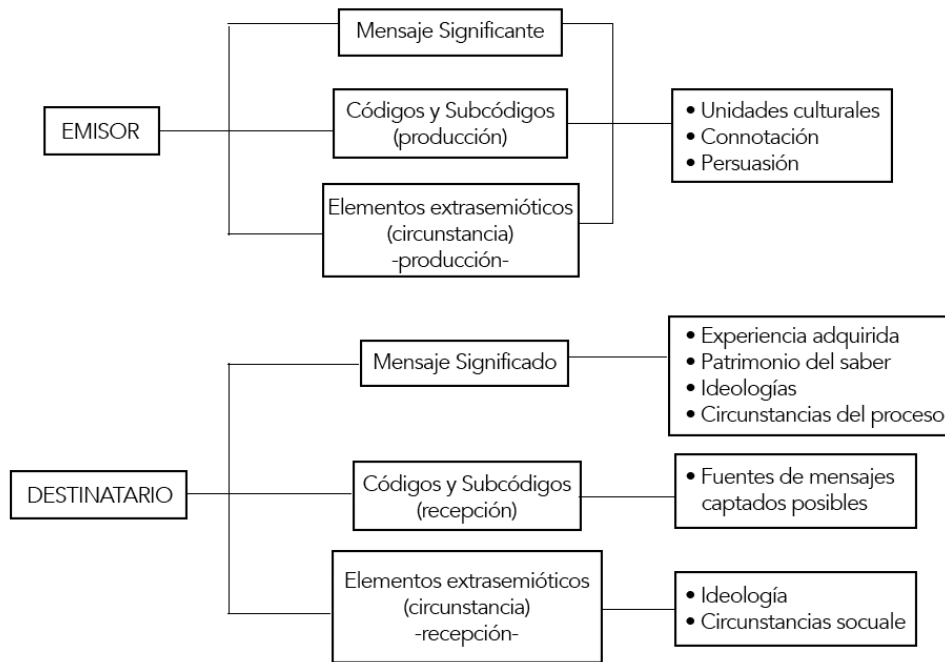 Mensaje Significante
EMISOR
Códigos y Subcódigos
(producción)
Elementos extrasemióticos
(circunstancia)
-producción-
• Unidades culturales
• Connotación
• Persuasión
DESTINATARIO
Mensaje Significado
• Experiencia adquirida
• Patrimonio del saber
• Ideologías
• Circunstancias del proceso
Códigos y Subcódigos
(recepción)
• Fuentes de mensajes
captados posibles
Elementos extrasemióticos
(circunstancia)
-recepción-
• Ideología
• Circunstancias socuale